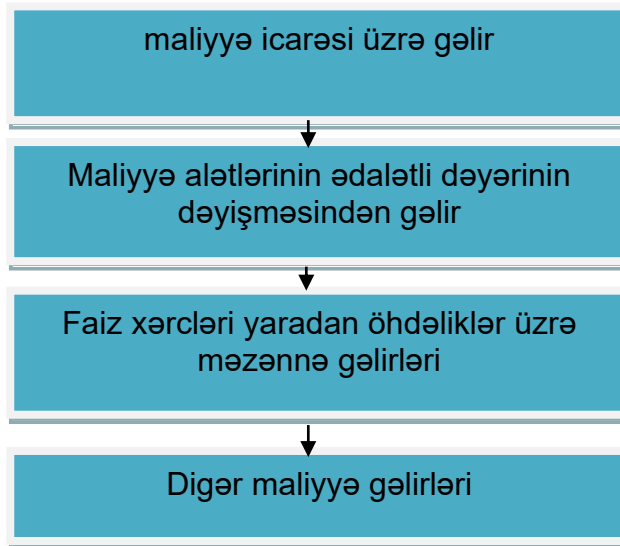 maliyyə icarəsi üzrə gəlir
Maliyyə alətlərinin ədalətli dəyərinin
dəyişməsindən gəlir
Faiz xərcləri yaradan öhdəliklər üzrə
məzənnə gəlirləri
Digər maliyyə gəlirləri